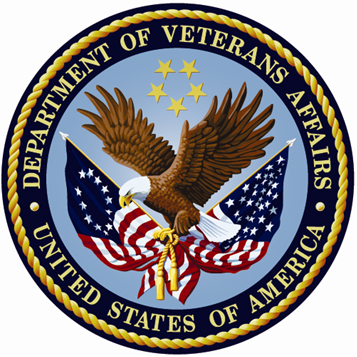 DEPARTMENT OF VETERANS AFFAIRS
UNITED STATES OF AMERICA